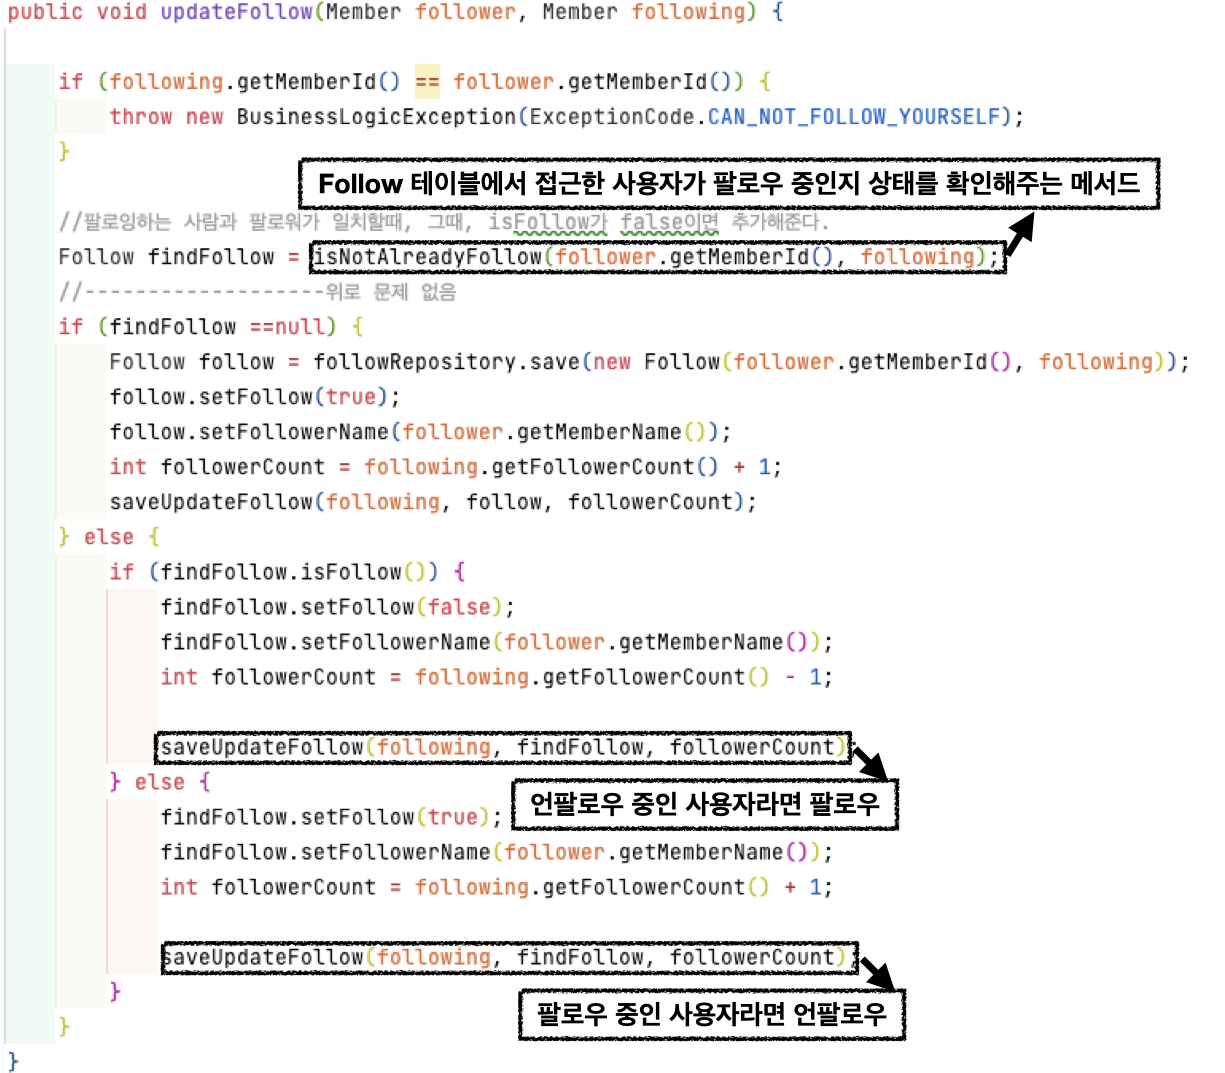 public void updateFollow(Member follower, Member following) {
if (following.getMemberId() == follower.getMemberId()) {
throw new BusinessLogicException(ExceptionCode.CAN_NOT_FOLLOW_YOURSELF);
}
Follow 테이블에서 접근한 사용자가 팔로우 중인지 상태를 확인해주는 메서드
//팔로잉하는 사람과 팔로워가 일치할때, 그때, isFollow가 false이면 추가해준다.
Follow findFollow = isNotAlreadyFollow(follower.getMemberId(), following);
//-------------------위로 문제 없음
if (findFollow ==null) {
Follow follow = followRepository.save(new Follow(follower.getMemberId(), following));
follow.setFollow(true);
follow.setFollowerName(follower.getMemberName());
int followerCount = following.getFollowerCount() + 1;
saveUpdateFollow(following, follow, followerCount);
} else {
if (findFollow.isFollow()) {
findFollow.setFollow(false);
findFollow.setFollowerName(follower.getMemberName());
int followerCount = following.getFollowerCount() - 1;
saveUpdateFollow(following, findFollow, followerCount);
} else {
언팔로우 중인 사용자라면 팔로우
findFollow.setFollow(true);
findFollow.setFollowerName(follower.getMemberName());
int followerCount = following.getFollowerCount() + 1;
saveUpdateFollow(following, findFollow, followerCount);
}
팔로우 중인 사용자라면 언팔로우
}
}